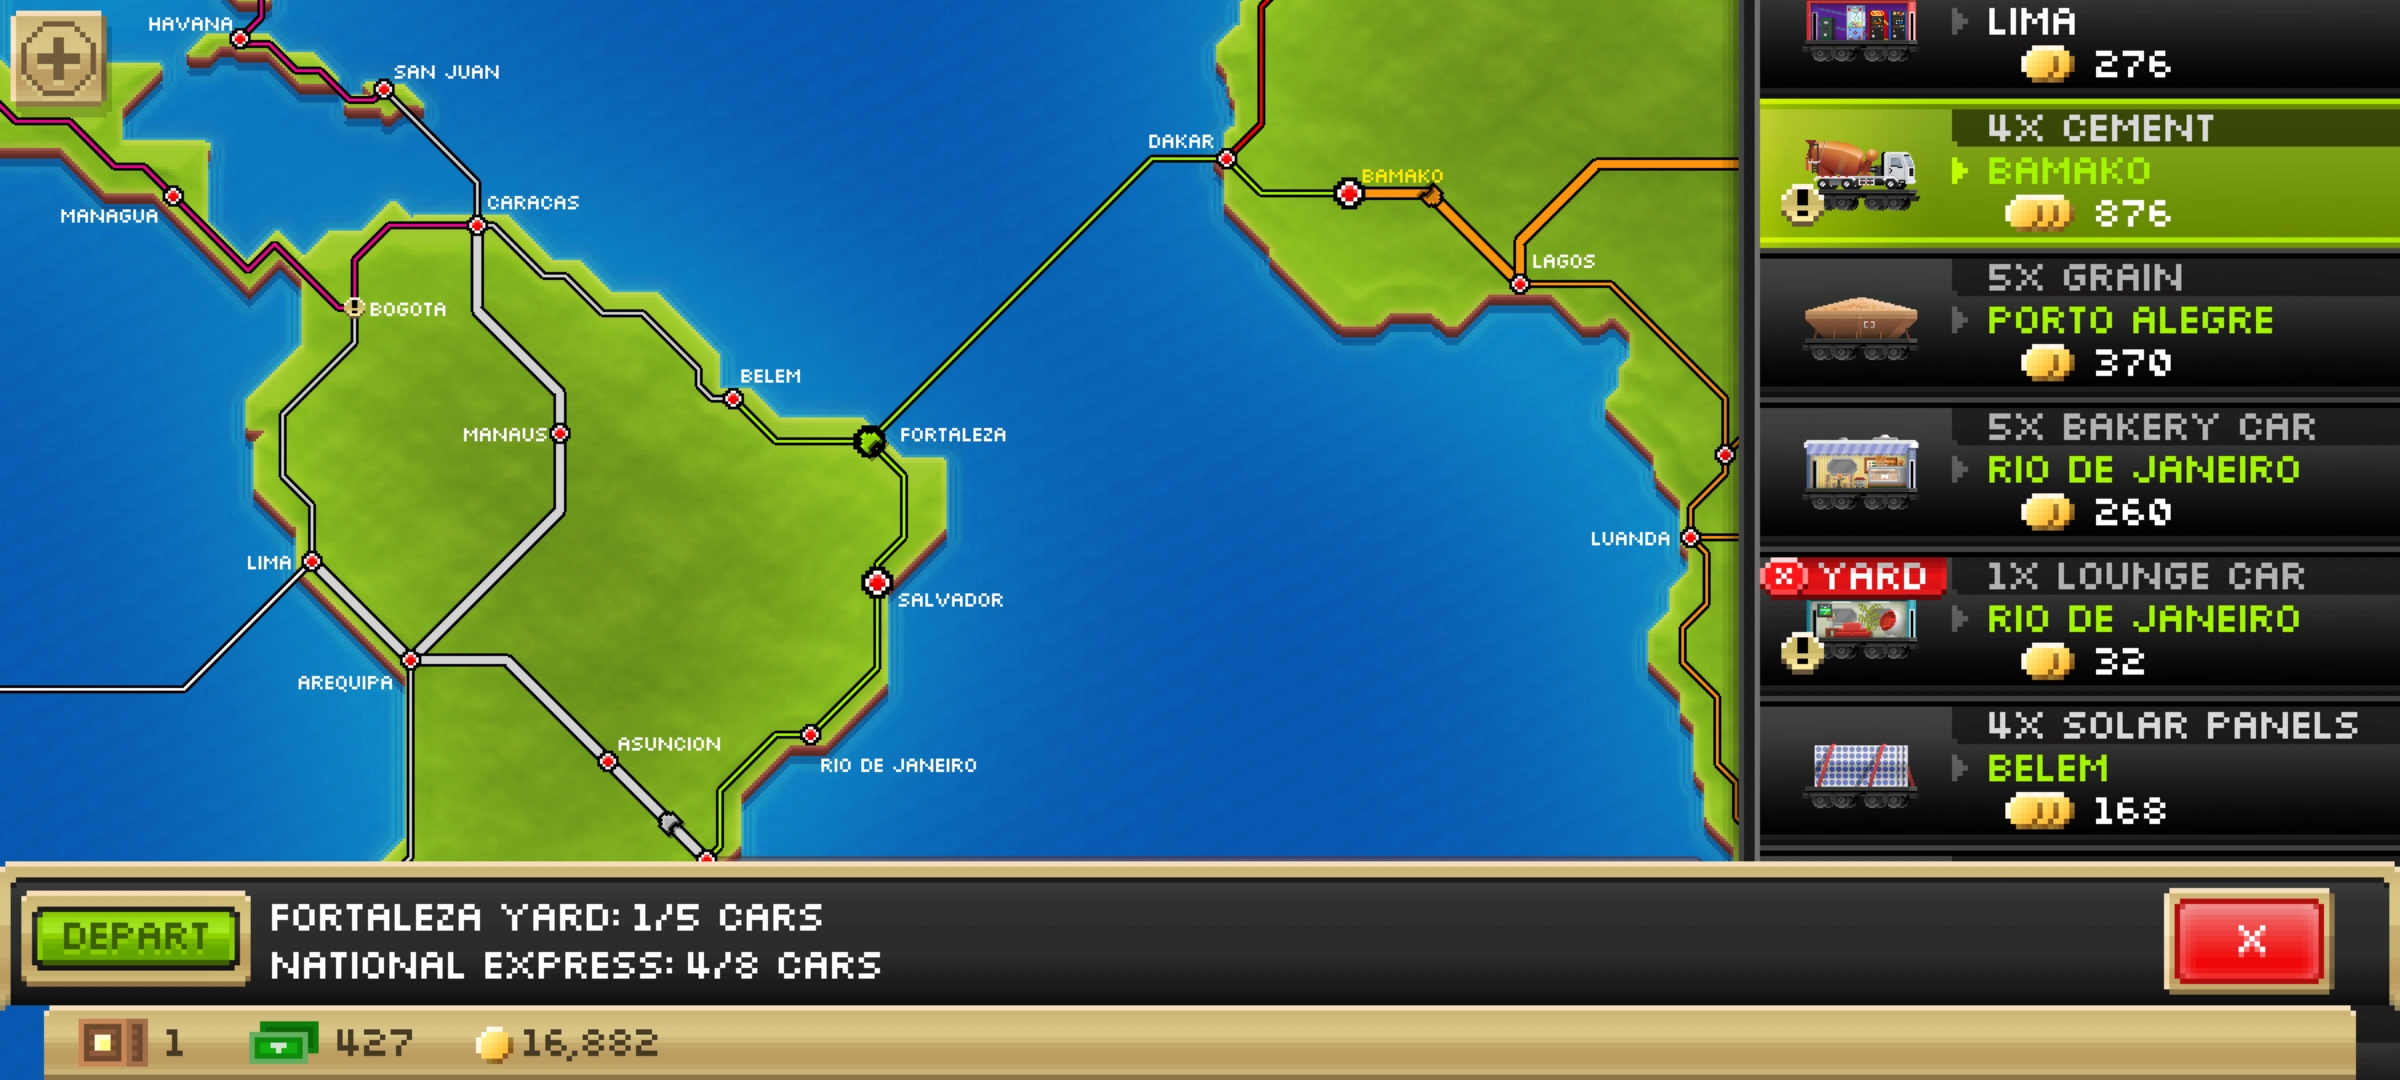 HAVANA
SAN JUAN
MANAGUA
CARACAS
BOGOTA
MANAUS
BELEM
FORTALEZA
LIMA
SALVADOR
AREQUIPA
ASUNCION
RIO DE JANEIRO
DAKAR
BAMAKO
LAGOS
LUANDA
LIMA
276
4X CEMENT
BAMAKO
876
5X GRAIN
PORTO ALEGRE
370
5X BAKERY CAR
RIO DE JANEIRO
260
X YARD
1X LOUNGE CAR
RIO DE JANEIRO
32
4X SOLAR PANELS
BELEM
168
DEPART
FORTALEZA YARD: 1/5 CARS
NATIONAL EXPRESS: 4/8 CARS
X
1
427
16,882